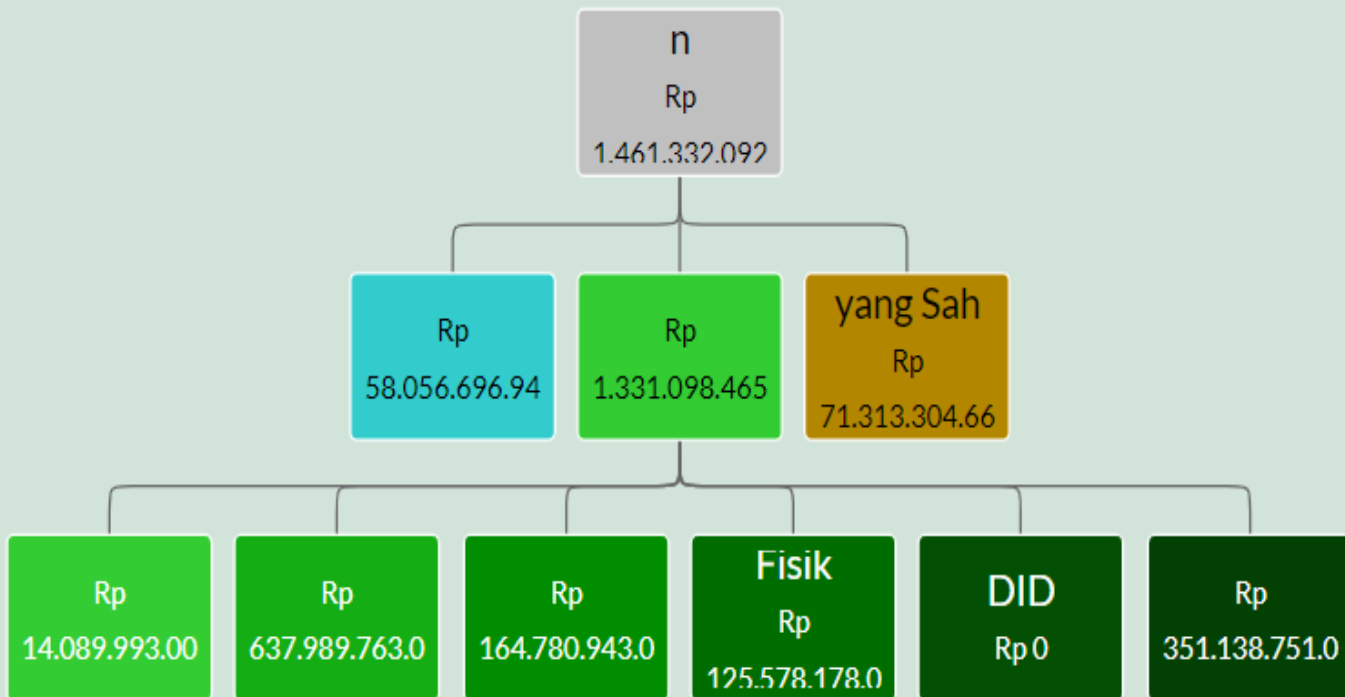 n
Rp
1.461.332.092
Rp
58.056.696.94
Rp
1.331.098.465
yang Sah
Rp
71.313.304.66
Rp
14.089.993.00
Rp
637.989.763.0
Rp
164.780.943.0
Fisik
Rp
125.578.178.0
DID
Rp 0
Rp
351.138.751.0